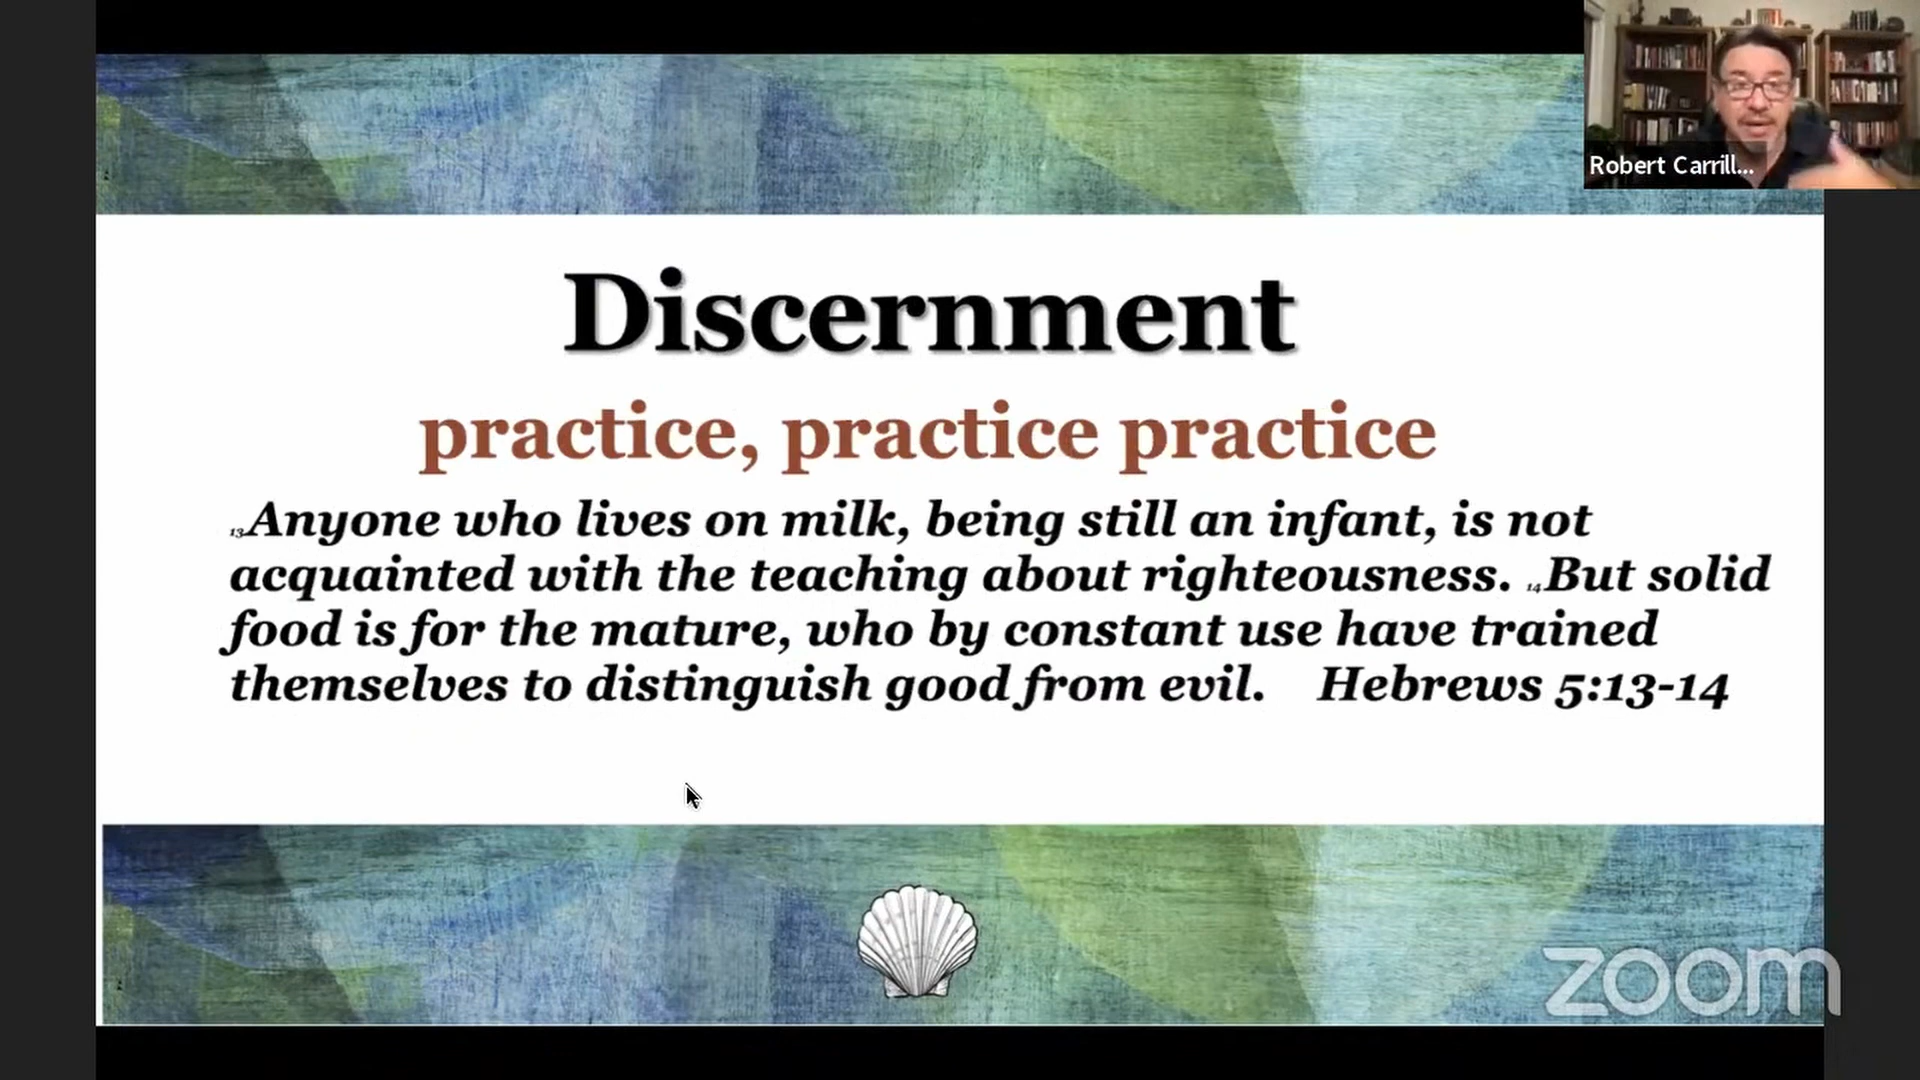 Robert Carrill...
Discernment
practice, practice practice
13Anyone who lives on milk, being still an infant, is not
acquainted with the teaching about righteousness. 14But solid
food is for the mature, who by constant use have trained
themselves to distinguish good from evil. Hebrews 5:13-14
zoom